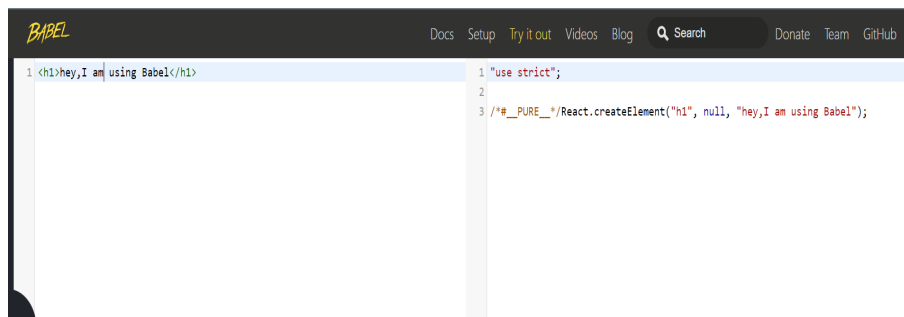 BABEL
Docs Setup Try it out Videos Blog Search Donate Team GitHub
1 <h1>hey,I am using Babel</h1>
1 "use strict";
2
3 /*#__PURE__*/React.createElement("h1", null, "hey,I am using Babel");